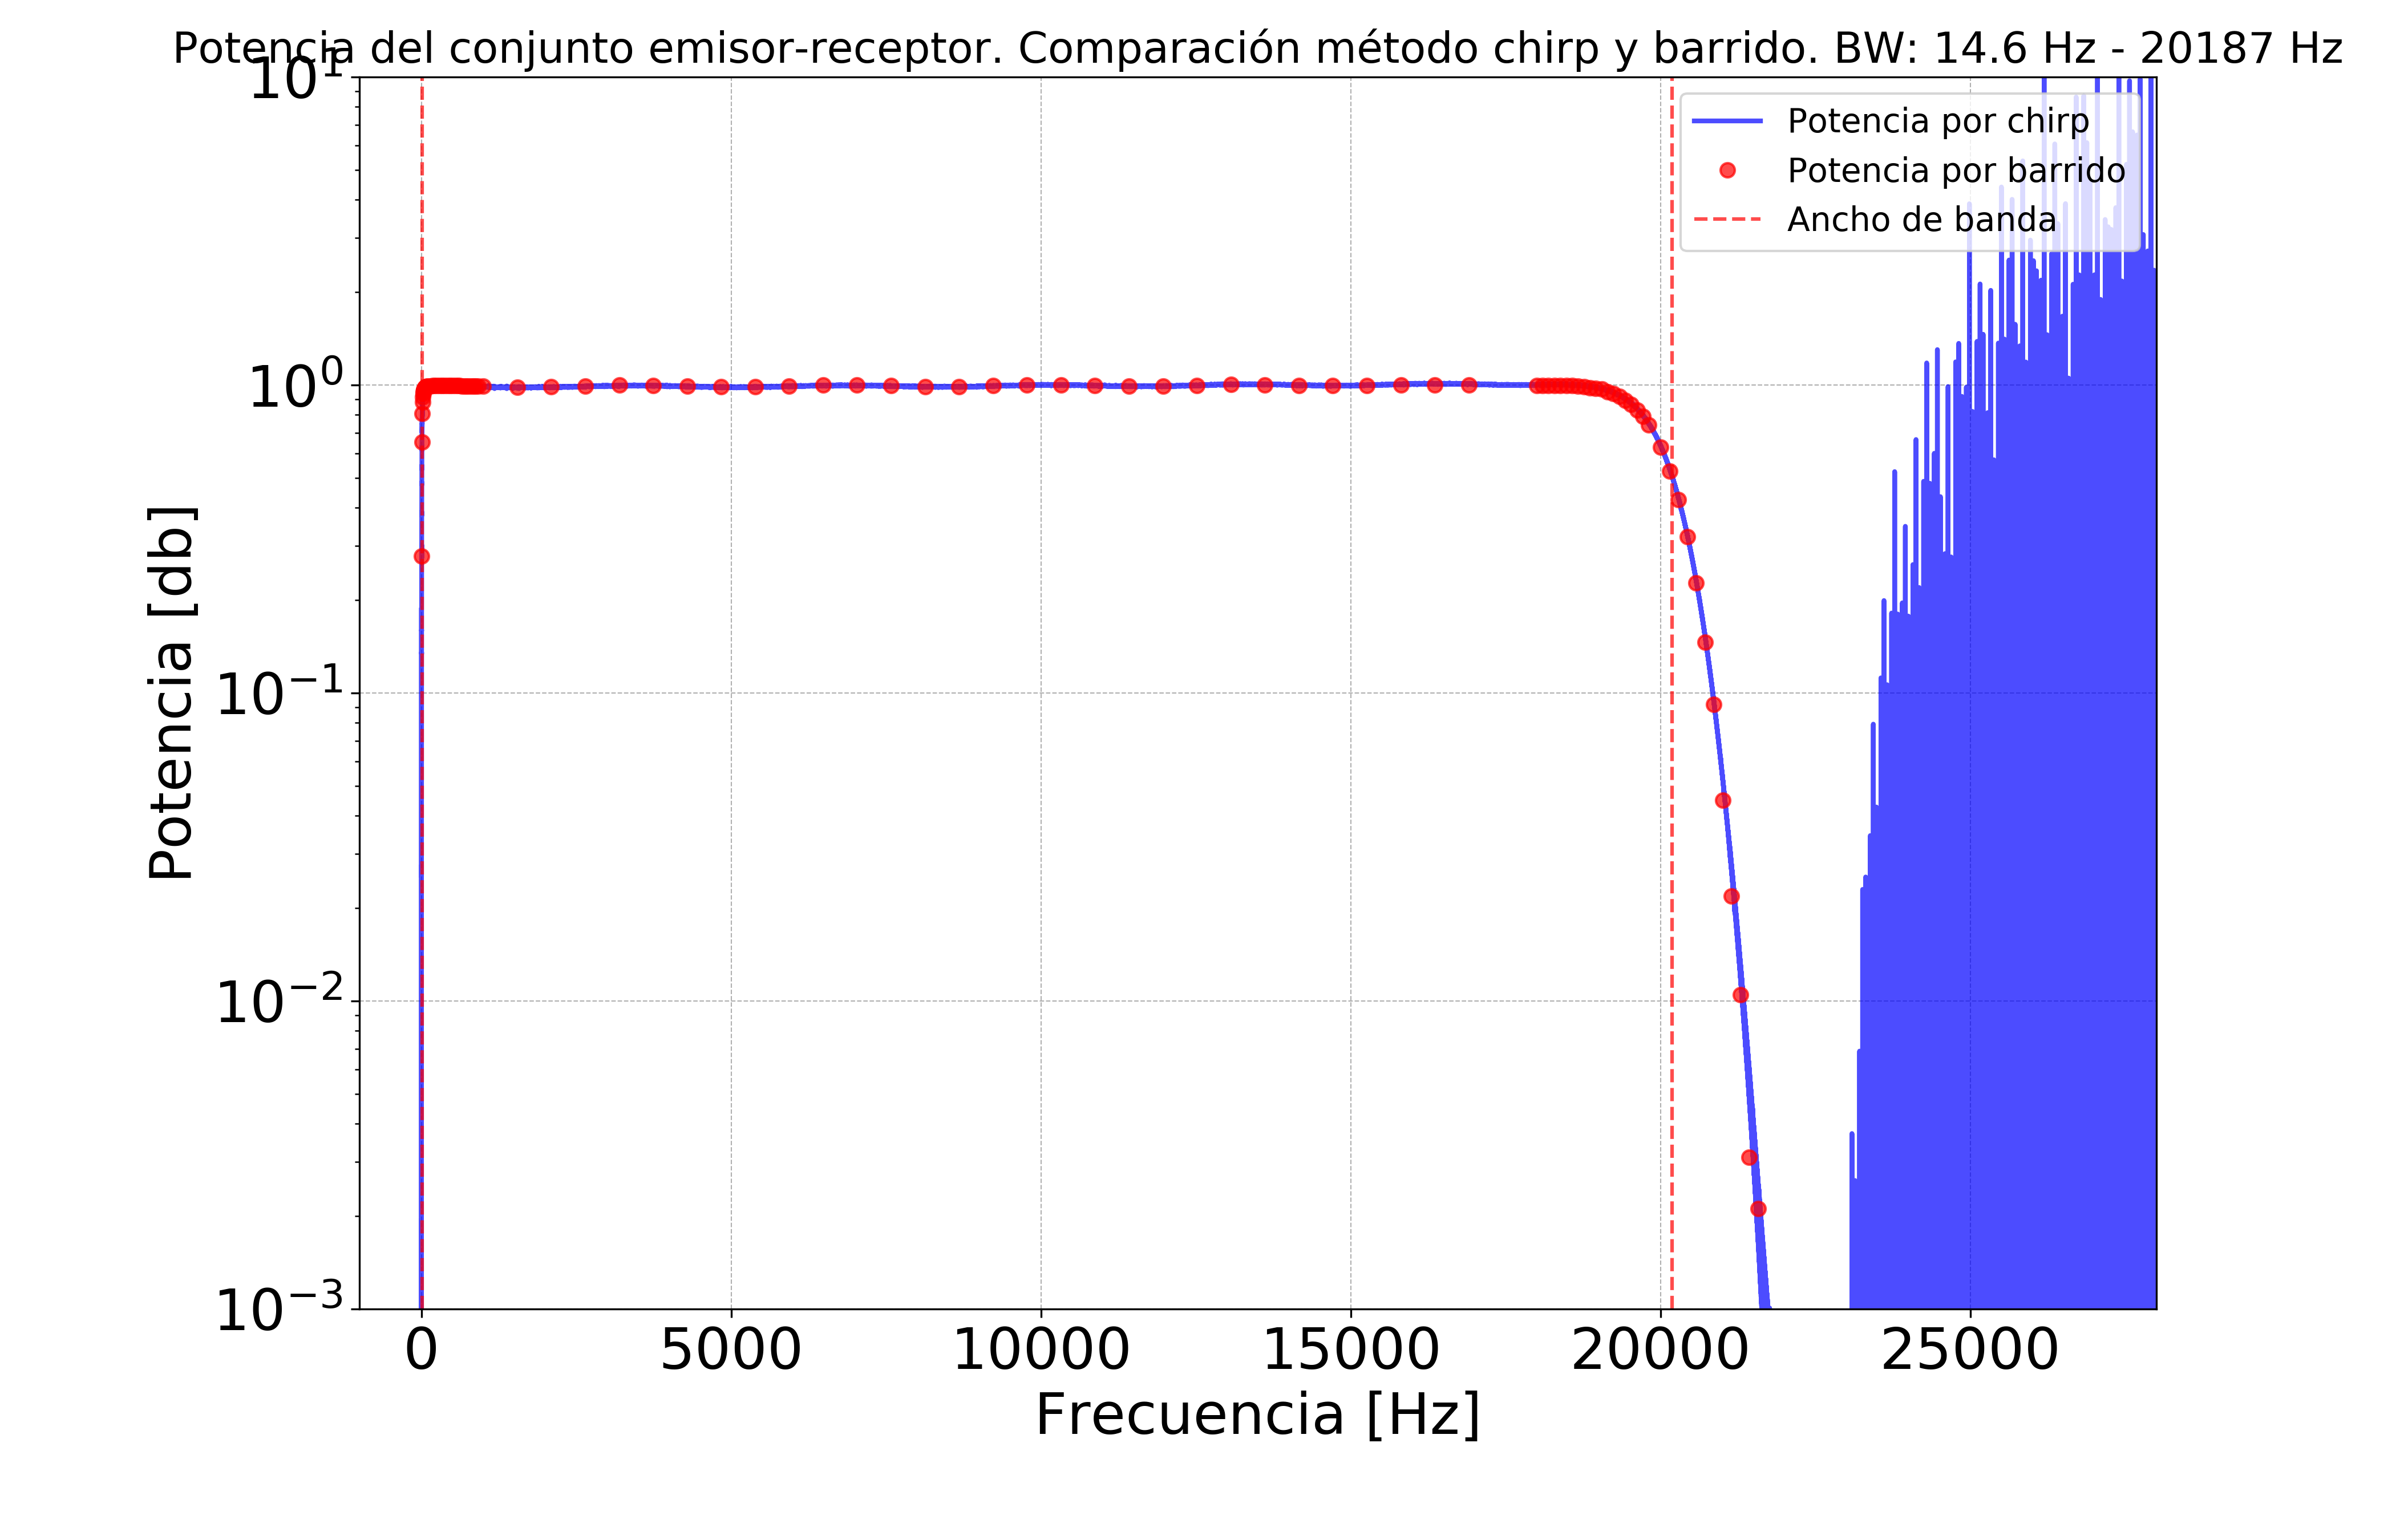 Potencia del conjunto emisor-receptor. Comparación método chirp y barrido. BW: 14.6 Hz - 20187 Hz
Potencia por chirp
Potencia por barrido
Ancho de banda
Potencia [db]
10¹
10⁰
10⁻¹
10⁻²
10⁻³
0 5000 10000 15000 20000 25000
Frecuencia [Hz]